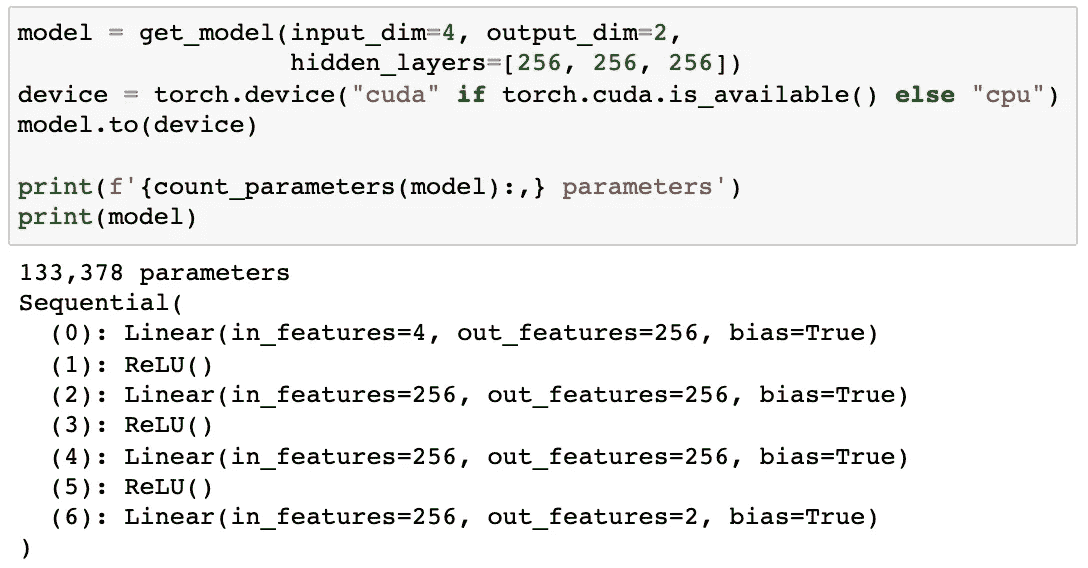 model = get_model(input_dim=4, output_dim=2,
                  hidden_layers=[256, 256, 256])
device = torch.device("cuda" if torch.cuda.is_available() else "cpu")
model.to(device)

print(f'{count_parameters(model):,} parameters')
print(model)
133,378 parameters
Sequential(
  (0): Linear(in_features=4, out_features=256, bias=True)
  (1): ReLU()
  (2): Linear(in_features=256, out_features=256, bias=True)
  (3): ReLU()
  (4): Linear(in_features=256, out_features=256, bias=True)
  (5): ReLU()
  (6): Linear(in_features=256, out_features=2, bias=True)
)